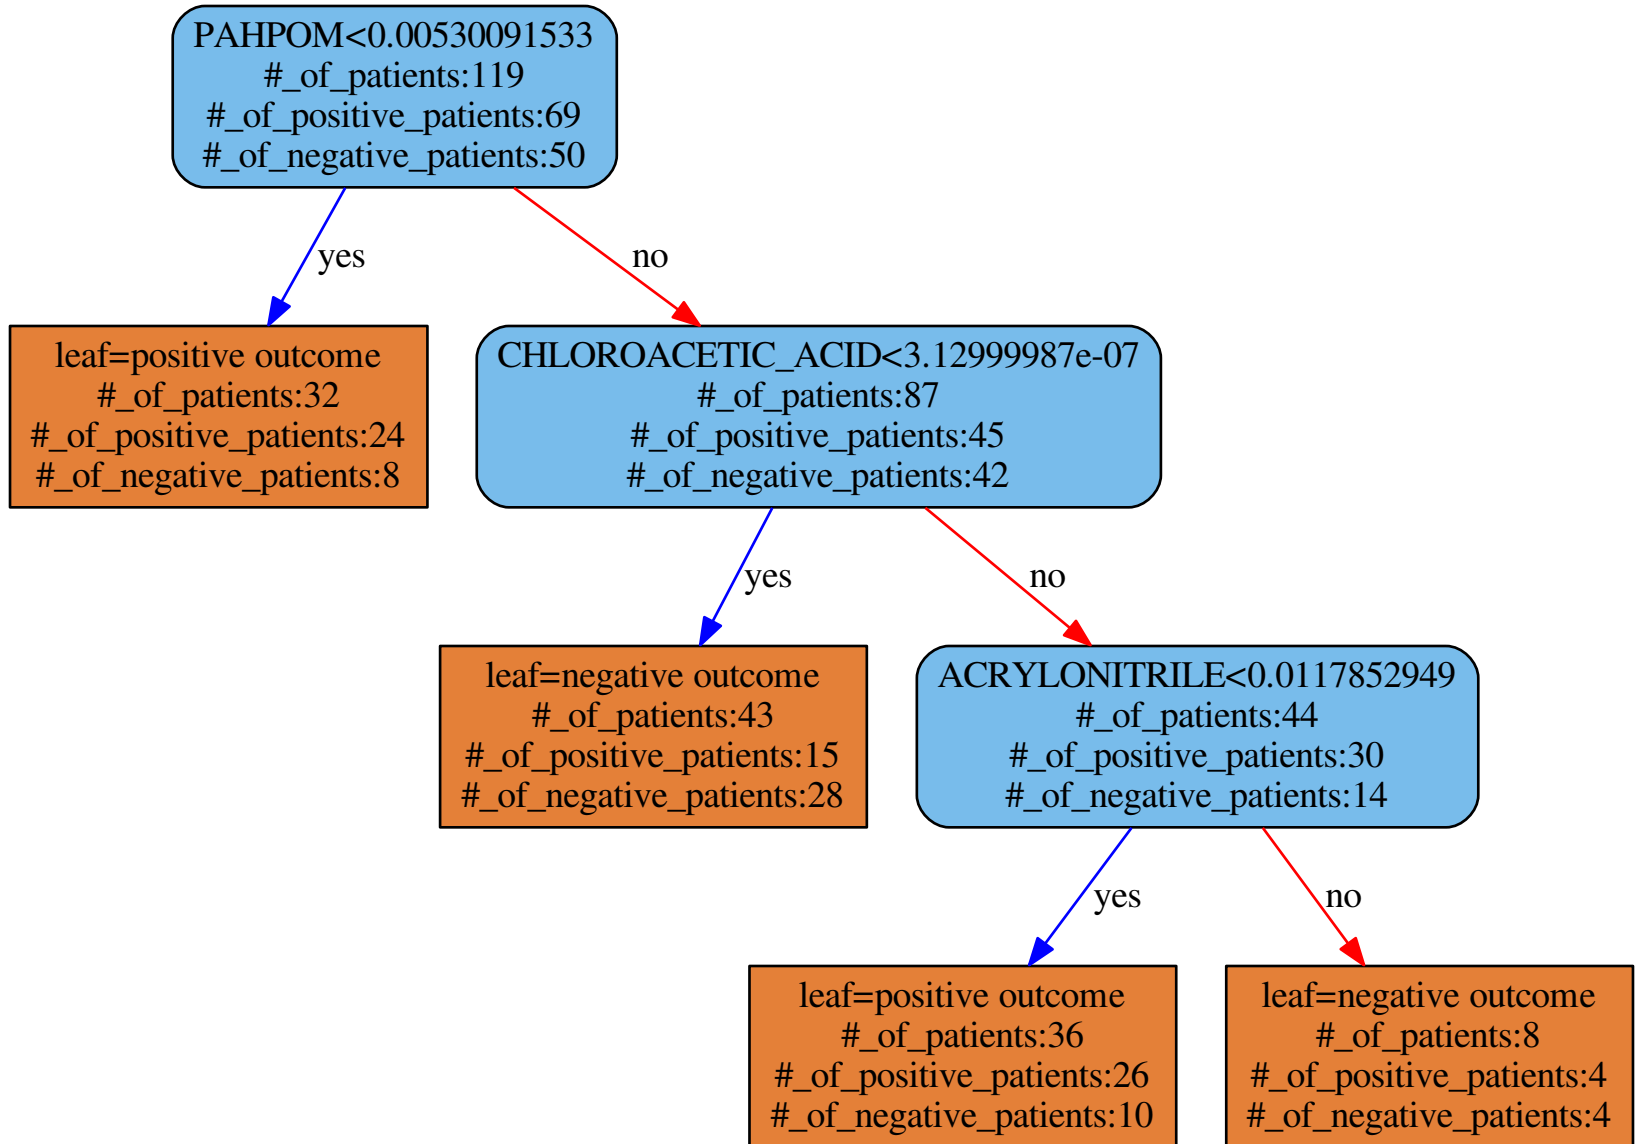 PAHPOM<0.00530091533
#_of_patients:119
#_of_positive_patients:69
#_of_negative_patients:50
yes
no
leaf=positive outcome
#_of_patients:32
#_of_positive_patients:24
#_of_negative_patients:8
CHLOROACETIC_ACID<3.12999987e-07
#_of_patients:87
#_of_positive_patients:45
#_of_negative_patients:42
yes
no
leaf=negative outcome
#_of_patients:43
#_of_positive_patients:15
#_of_negative_patients:28
ACRYLONITRILE<0.0117852949
#_of_patients:44
#_of_positive_patients:30
#_of_negative_patients:14
yes
no
leaf=positive outcome
#_of_patients:36
#_of_positive_patients:26
#_of_negative_patients:10
leaf=negative outcome
#_of_patients:8
#_of_positive_patients:4
#_of_negative_patients:4